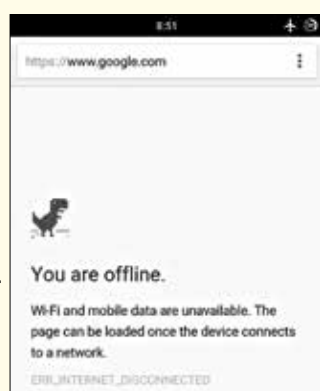 8:51
https://www.google.com
You are offline.
Wi-Fi and mobile data are unavailable. The
page can be loaded once the device connects
to a network.
ERR_INTERNET_DISCONNECTED